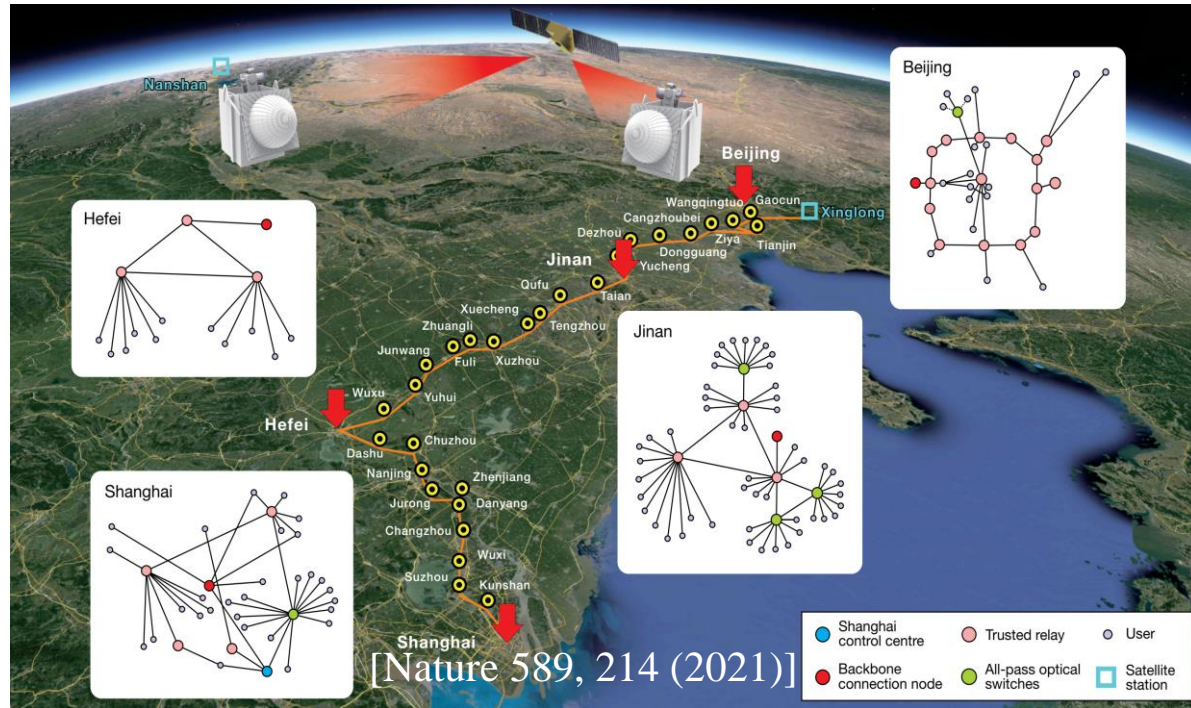 Nanshan
Beijing
Beijing
Wangqingtuo
Gaocun
Cangzhoubei
Xinglong
Dezhou
Ziya
Tianjin
Dongguang
Hefei
Jinan
Yucheng
Qufu
Taian
Xuecheng
Tengzhou
Jinan
Zhuangli
Fuli
Xuzhou
Junwang
Wuxu
Yuhui
Hefei
Chuzhou
Dashu
Nanjing
Zhenjiang
Shanghai
Jurong
Danyang
Changzhou
Wuxi
Suzhou
Kunshan
Shanghai
[Nature 589, 214 (2021)]
Shanghai
control centre
Trusted relay
User
Backbone
connection node
All-pass optical
switches
Satellite
station